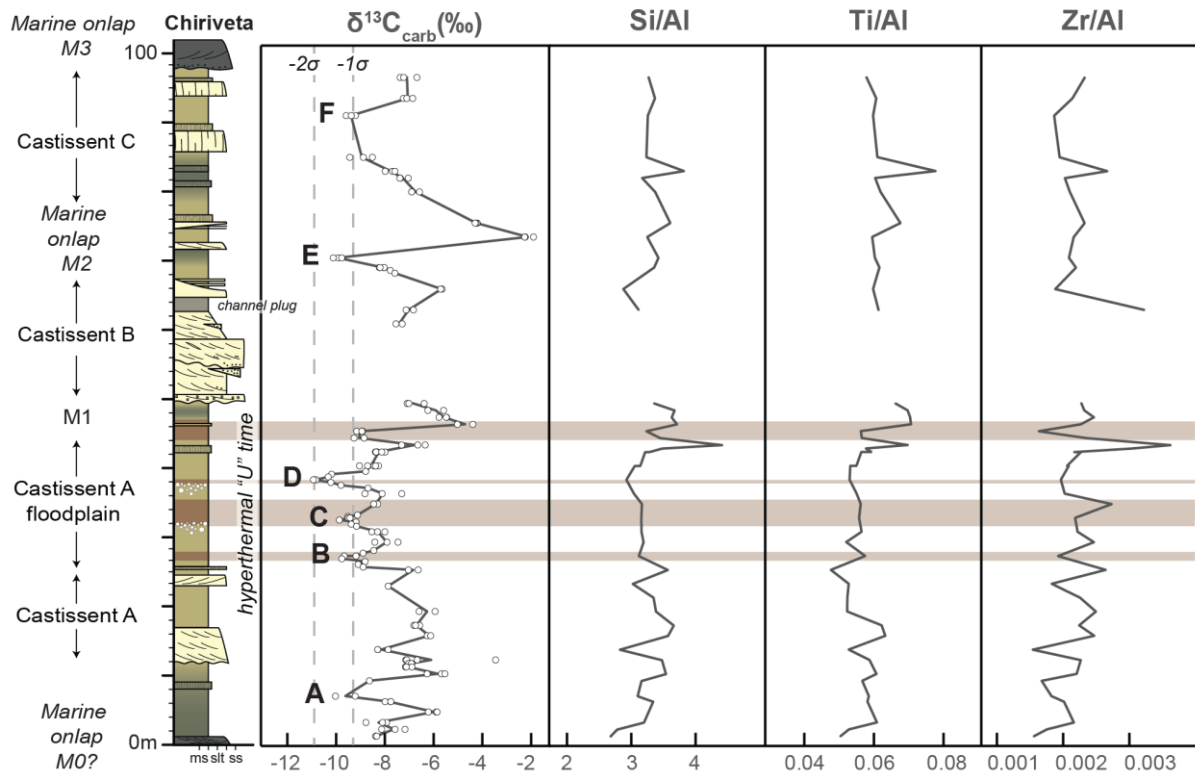 Marine onlap
M3
Chiriveta
δ¹³C_carb(‰)
Si/Al
Ti/Al
Zr/Al
100
-2σ
-1σ
F
Castissent C
Marine
onlap
M2
E
channel plug
Castissent B
M1
hyperthermal "U" time
D
Castissent A
floodplain
C
B
Castissent A
A
Marine
onlap
M0?
0m
ms slt ss
-12 -10 -8 -6 -4 -2
2 3 4
0.04 0.06 0.08
0.001 0.002 0.003